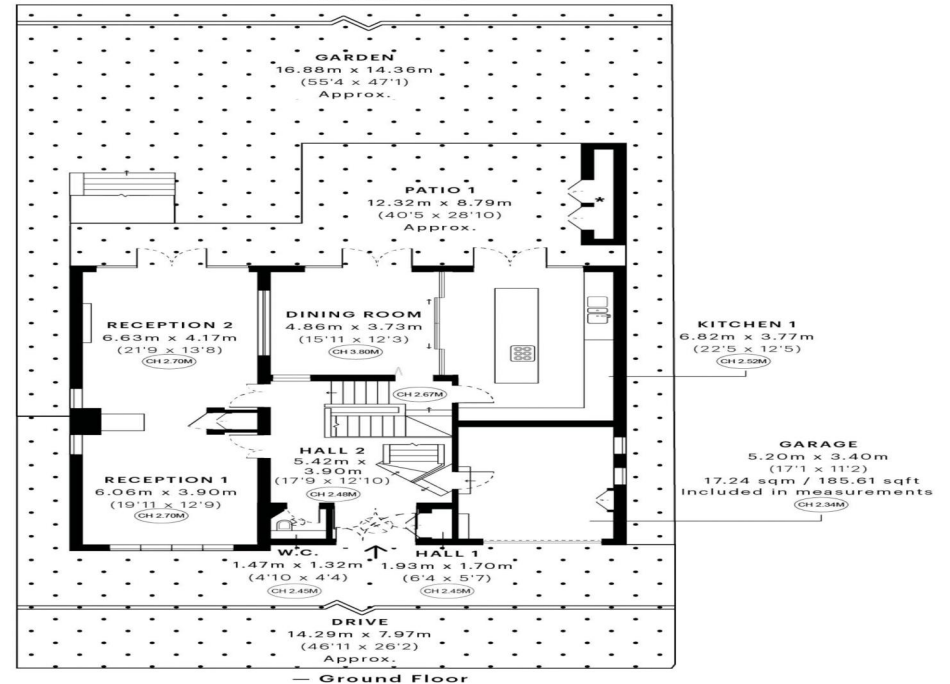 GARDEN
16.88m x 14.36m
(55'4 x 47'1)
Approx.
PATIO 1
12.32m x 8.79m
(40'5 x 28'10)
Approx.
*
RECEPTION 2
6.63m x 4.17m
(21'9 x 13'8)
CH 2.70M
DINING ROOM
4.86m x 3.73m
(15'11 x 12'3)
CH 3.80M
KITCHEN 1
6.82m x 3.77m
(22'5 x 12'5)
CH 2.52M
CH 2.67M
HALL 2
5.42m x
3.90m
(17'9 x 12'10)
CH 2.48M
RECEPTION 1
6.06m x 3.90m
(19'11 x 12'9)
CH 2.70M
GARAGE
5.20m x 3.40m
(17'1 x 11'2)
17.24 sqm / 185.61 sqft
Included in measurements
CH 2.34M
W.C.
1.47m x 1.32m
(4'10 x 4'4)
CH 2.45M
HALL 1
1.93m x 1.70m
(6'4 x 5'7)
CH 2.45M
DRIVE
14.29m x 7.97m
(46'11 x 26'2)
Approx.
— Ground Floor